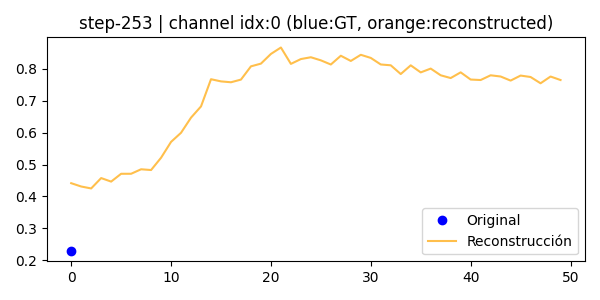 step-253 | channel idx:0 (blue:GT, orange:reconstructed)
0.8
0.7
0.6
0.5
0.4
0.3
0.2
Original
Reconstrucción
0 10 20 30 40 50